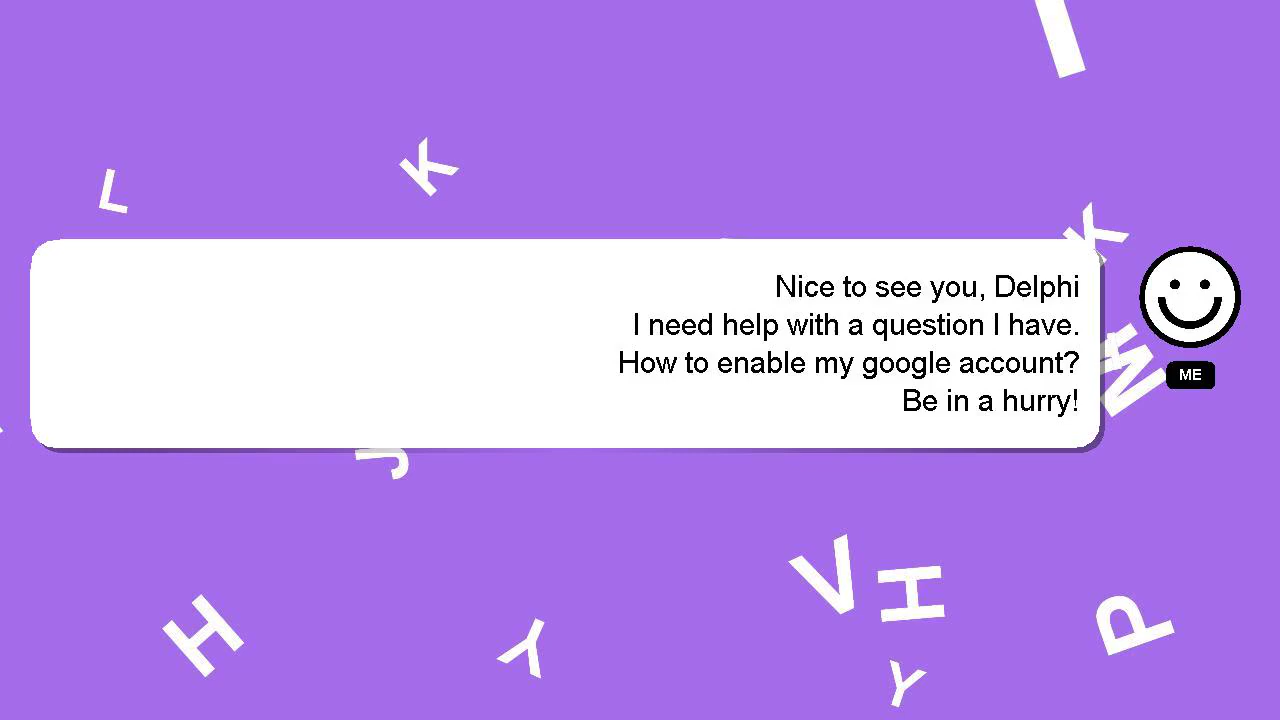 I
L
K
K
Nice to see you, Delphi
I need help with a question I have.
How to enable my google account?
Be in a hurry!
ME
J
V
H
H
P
Y
Y